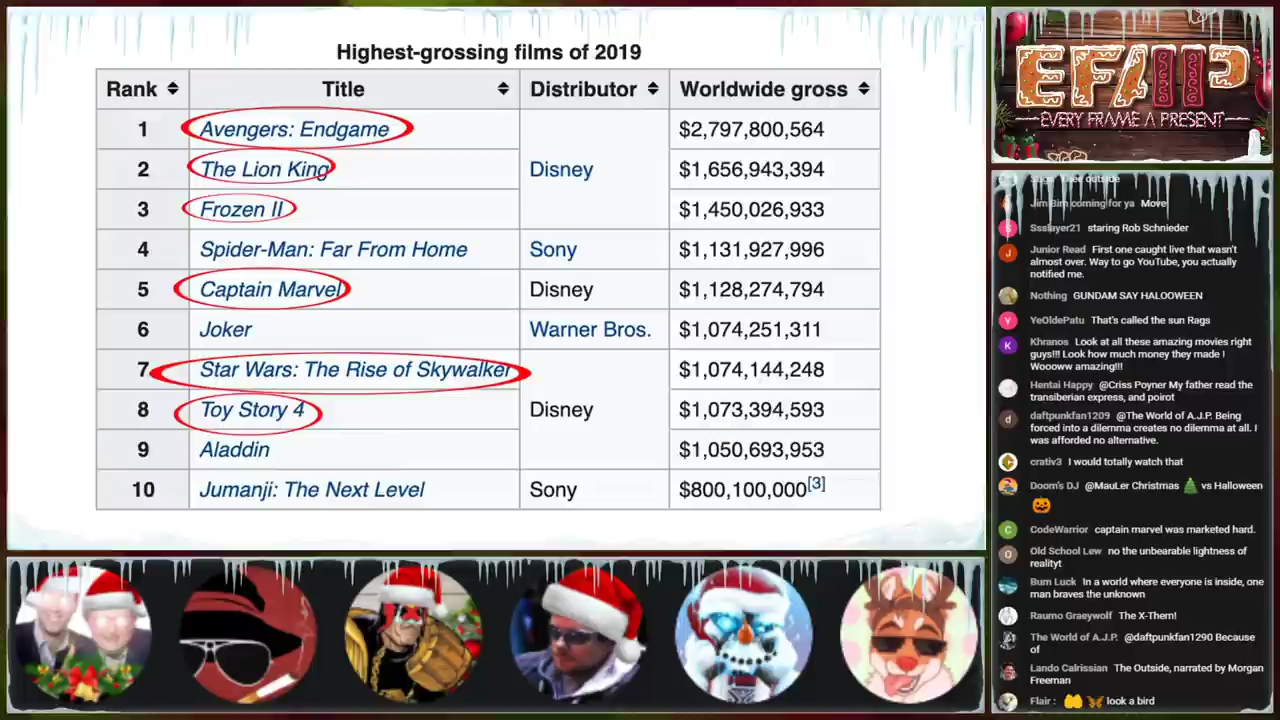 Highest-grossing films of 2019
Rank Title Distributor Worldwide gross
1 Avengers: Endgame $2,797,800,564
2 The Lion King Disney $1,656,943,394
3 Frozen II $1,450,026,933
4 Spider-Man: Far From Home Sony $1,131,927,996
5 Captain Marvel Disney $1,128,274,794
6 Joker Warner Bros. $1,074,251,311
7 Star Wars: The Rise of Skywalker $1,074,144,248
8 Toy Story 4 Disney $1,073,394,593
9 Aladdin $1,050,693,953
10 Jumanji: The Next Level Sony $800,100,000[3]
EFAP
EVERY FRAME A PRESENT
outside
Jim Bim coming for ya Move
Ssslayer21 staring Rob Schnieder
Junior Read First one caught live that wasn't
almost over. Way to go YouTube, you actually
notified me.
Nothing GUNDAM SAY HALOOWEEN
YeOldePatu That's called the sun Rags
Khranos Look at all these amazing movies right
guys!!! Look how much money they made !
Woooww amazing!!!
Hentai Happy @Criss Poyner My father read the
transiberian express, and poirot
daftpunkfan1209 @The World of A.J.P. Being
forced into a dilemma creates no dilemma at all. I
was afforded no alternative.
crativ3 I would totally watch that
Doom's DJ @MauLer Christmas 🎄 vs Halloween
🎃
CodeWarrior captain marvel was marketed hard.
Old School Lew no the unbearable lightness of
realityt
Bum Luck In a world where everyone is inside, one
man braves the unknown
Raumo Graeywolf The X-Them!
The World of A.J.P. @daftpunkfan1290 Because
of
Lando Calrissian The Outside, narrated by Morgan
Freeman
Flair : 🤲 🦋 look a bird